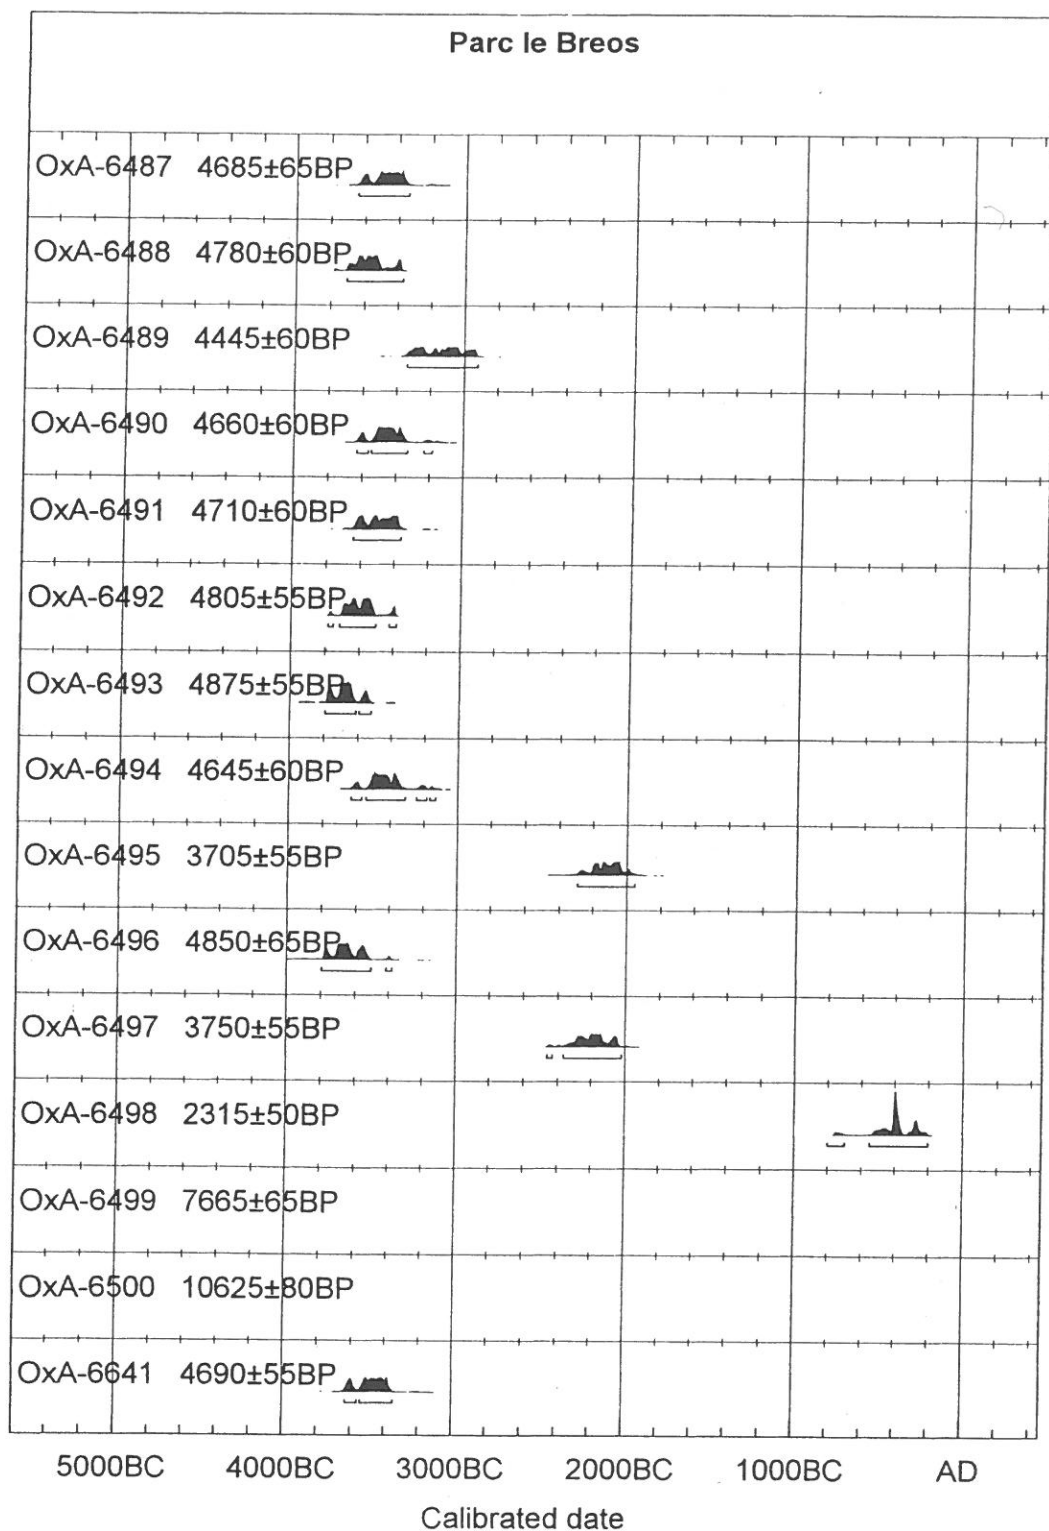 Parc le Breos
OxA-6487 4685±65BP
OxA-6488 4780±60BP
OxA-6489 4445±60BP
OxA-6490 4660±60BP
OxA-6491 4710±60BP
OxA-6492 4805±55BP
OxA-6493 4875±55BP
OxA-6494 4645±60BP
OxA-6495 3705±55BP
OxA-6496 4850±65BP
OxA-6497 3750±55BP
OxA-6498 2315±50BP
OxA-6499 7665±65BP
OxA-6500 10625±80BP
OxA-6641 4690±55BP
5000BC 4000BC 3000BC 2000BC 1000BC AD
Calibrated date